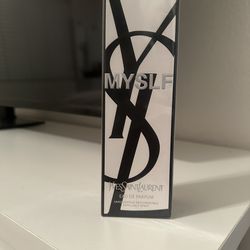 MYSLF
YVESSAINTLAURENT
EAU DE PARFUM